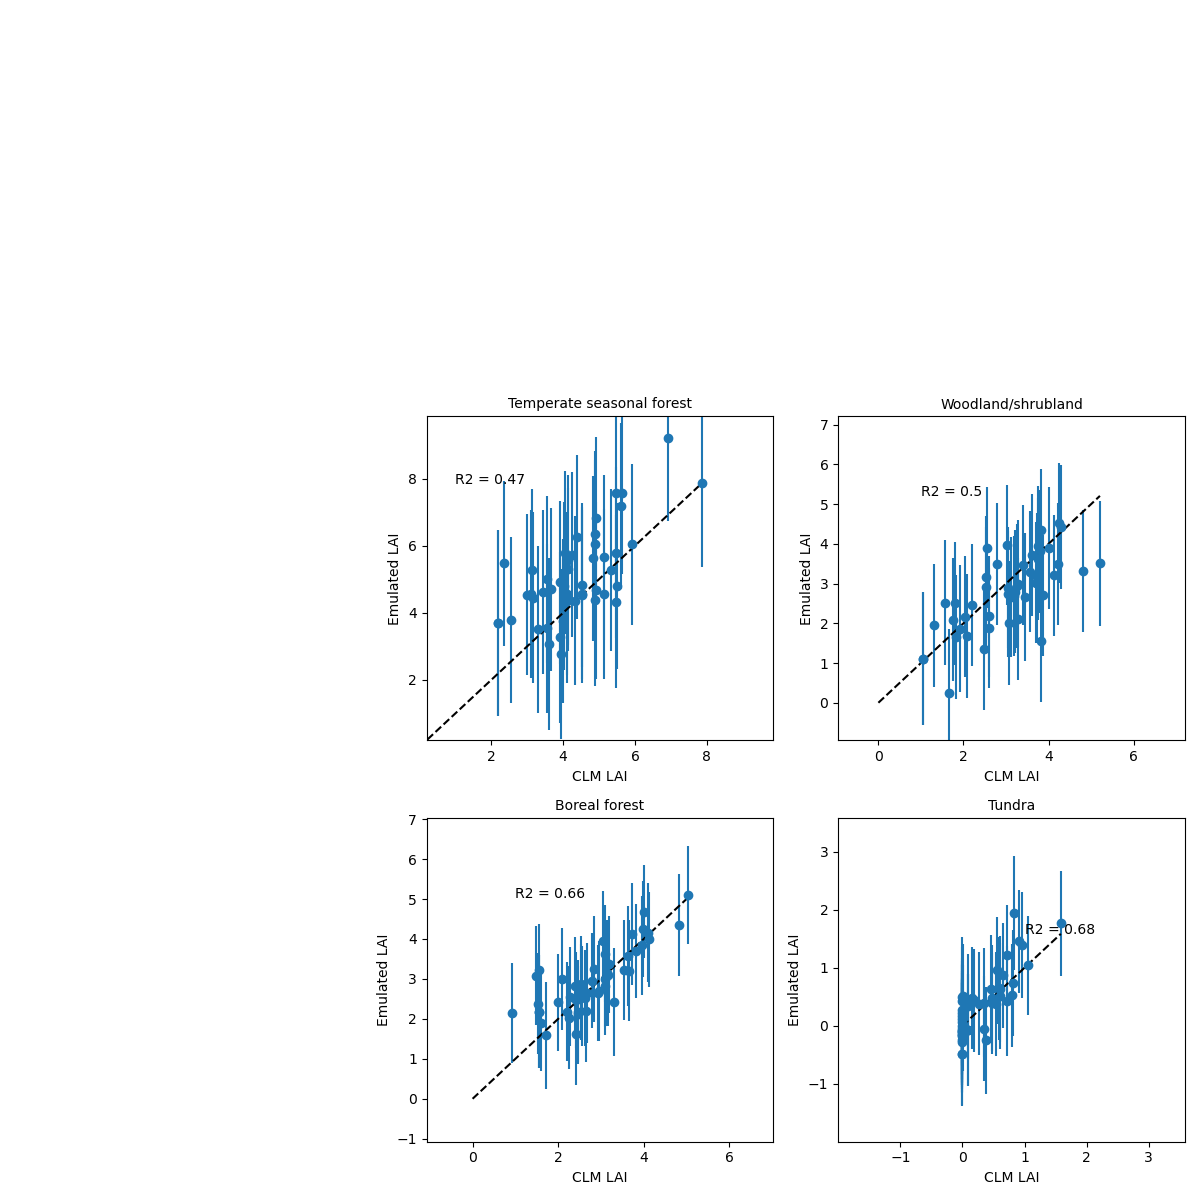 Temperate seasonal forest
R2 = 0.47
Emulated LAI
8
6
4
2
2 4 6 8
CLM LAI
Woodland/shrubland
R2 = 0.5
Emulated LAI
7
6
5
4
3
2
1
0
0 2 4 6
CLM LAI
Boreal forest
R2 = 0.66
Emulated LAI
7
6
5
4
3
2
1
0
−1
0 2 4 6
CLM LAI
Tundra
R2 = 0.68
Emulated LAI
3
2
1
0
−1
−1 0 1 2 3
CLM LAI